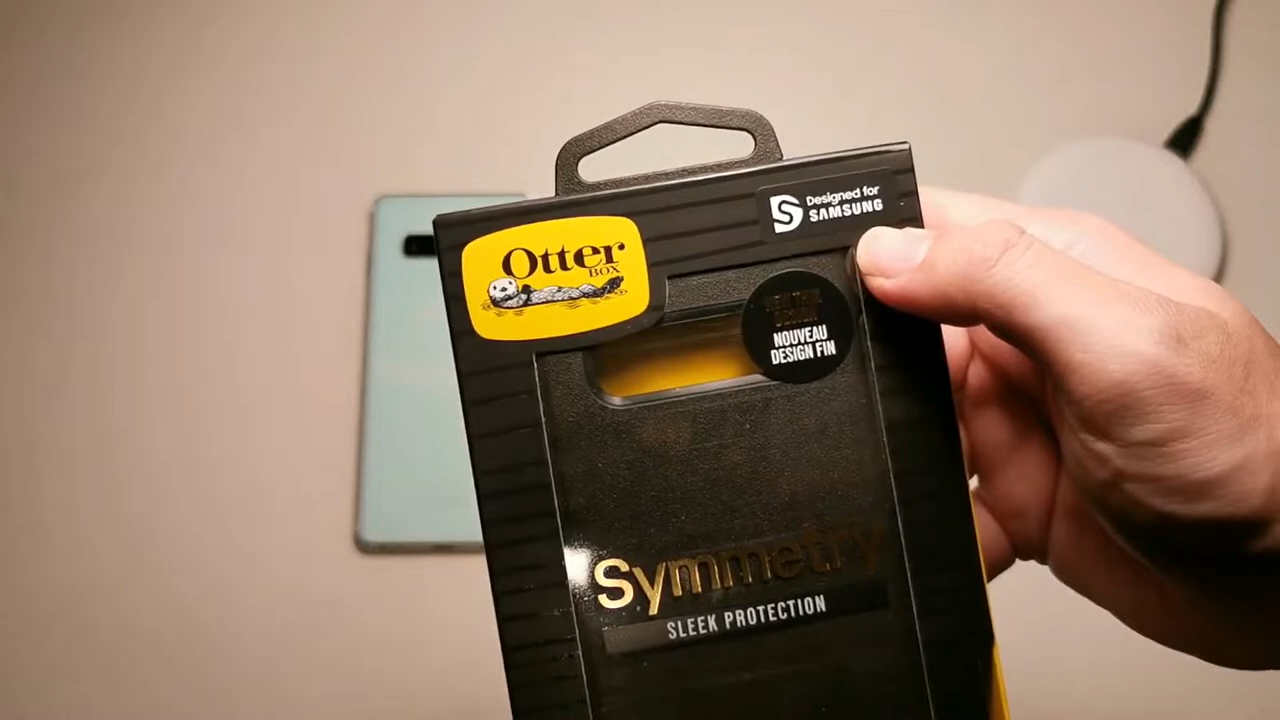 Designed for
SAMSUNG
Otter
BOX
NOUVEAU
DESIGN FIN
Symmetry
SLEEK PROTECTION